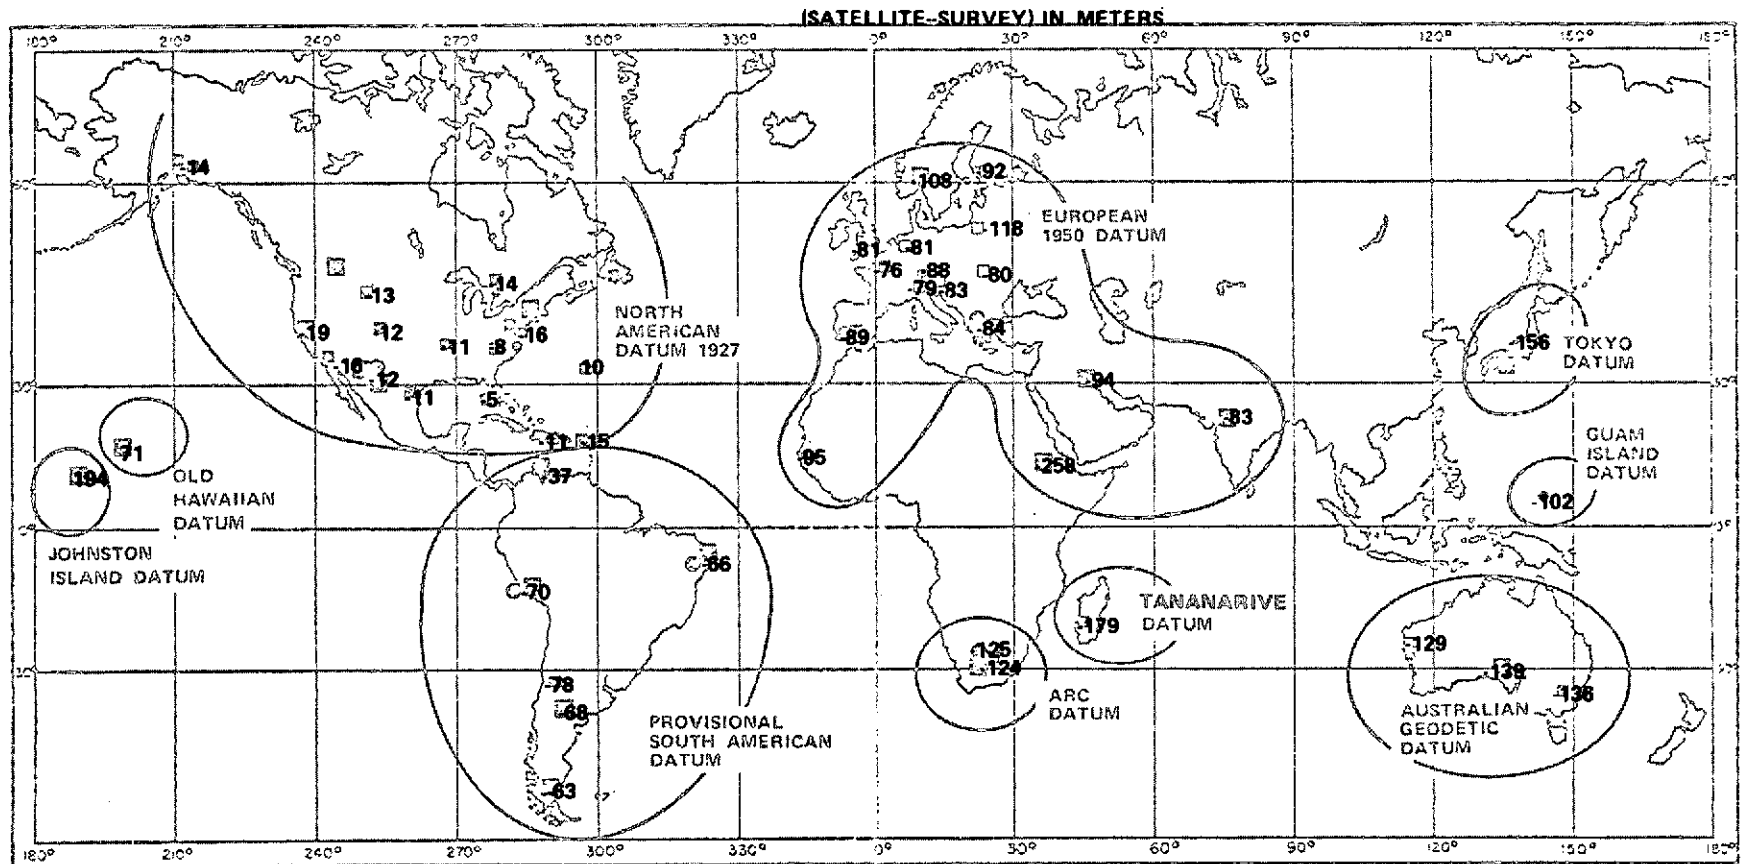 (SATELLITE-SURVEY) IN METERS
180° 210° 240° 270° 300° 330° 0° 30° 60° 90° 120° 150° 180°
14
108
92
118
EUROPEAN
1950 DATUM
81
81
76
88
80
79
83
84
89
13
14
19
12
16
11
8
16
12
10
11
5
NORTH
AMERICAN
DATUM 1927
156
TOKYO
DATUM
94
83
11
15
71
194
37
95
258
OLD
HAWAIIAN
DATUM
GUAM
ISLAND
DATUM
-102
JOHNSTON
ISLAND DATUM
66
70
TANANARIVE
DATUM
-179
125
124
129
139
136
78
68
ARC
DATUM
PROVISIONAL
SOUTH AMERICAN
DATUM
AUSTRALIAN
GEODETIC
DATUM
63
180° 210° 240° 270° 300° 330° 0° 30° 60° 90° 120° 150° 180°